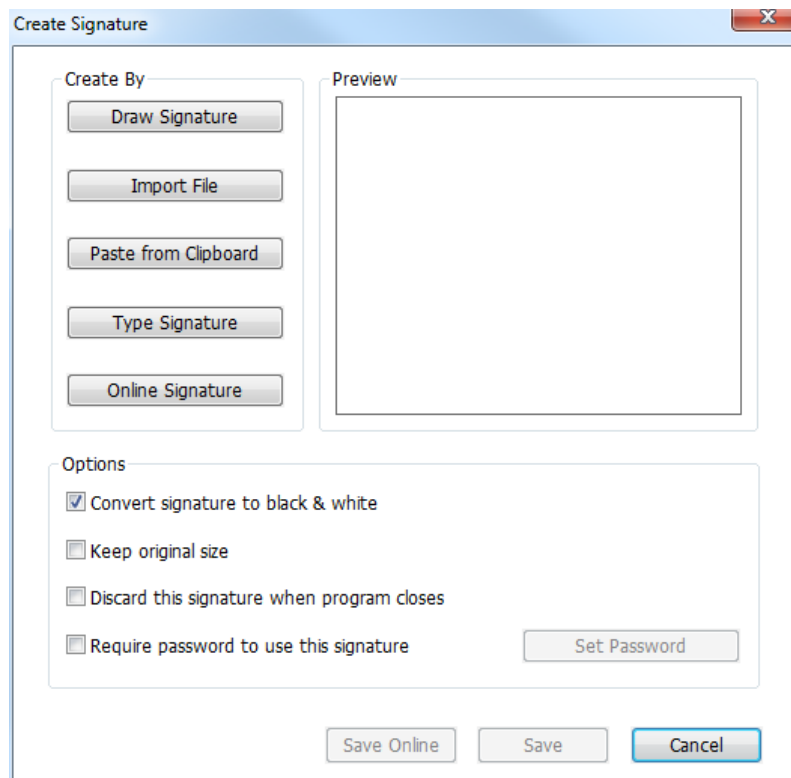 Create Signature
Create By
Draw Signature
Import File
Paste from Clipboard
Type Signature
Online Signature
Preview
Options
Convert signature to black & white
Keep original size
Discard this signature when program closes
Require password to use this signature
Set Password
Save Online
Save
Cancel